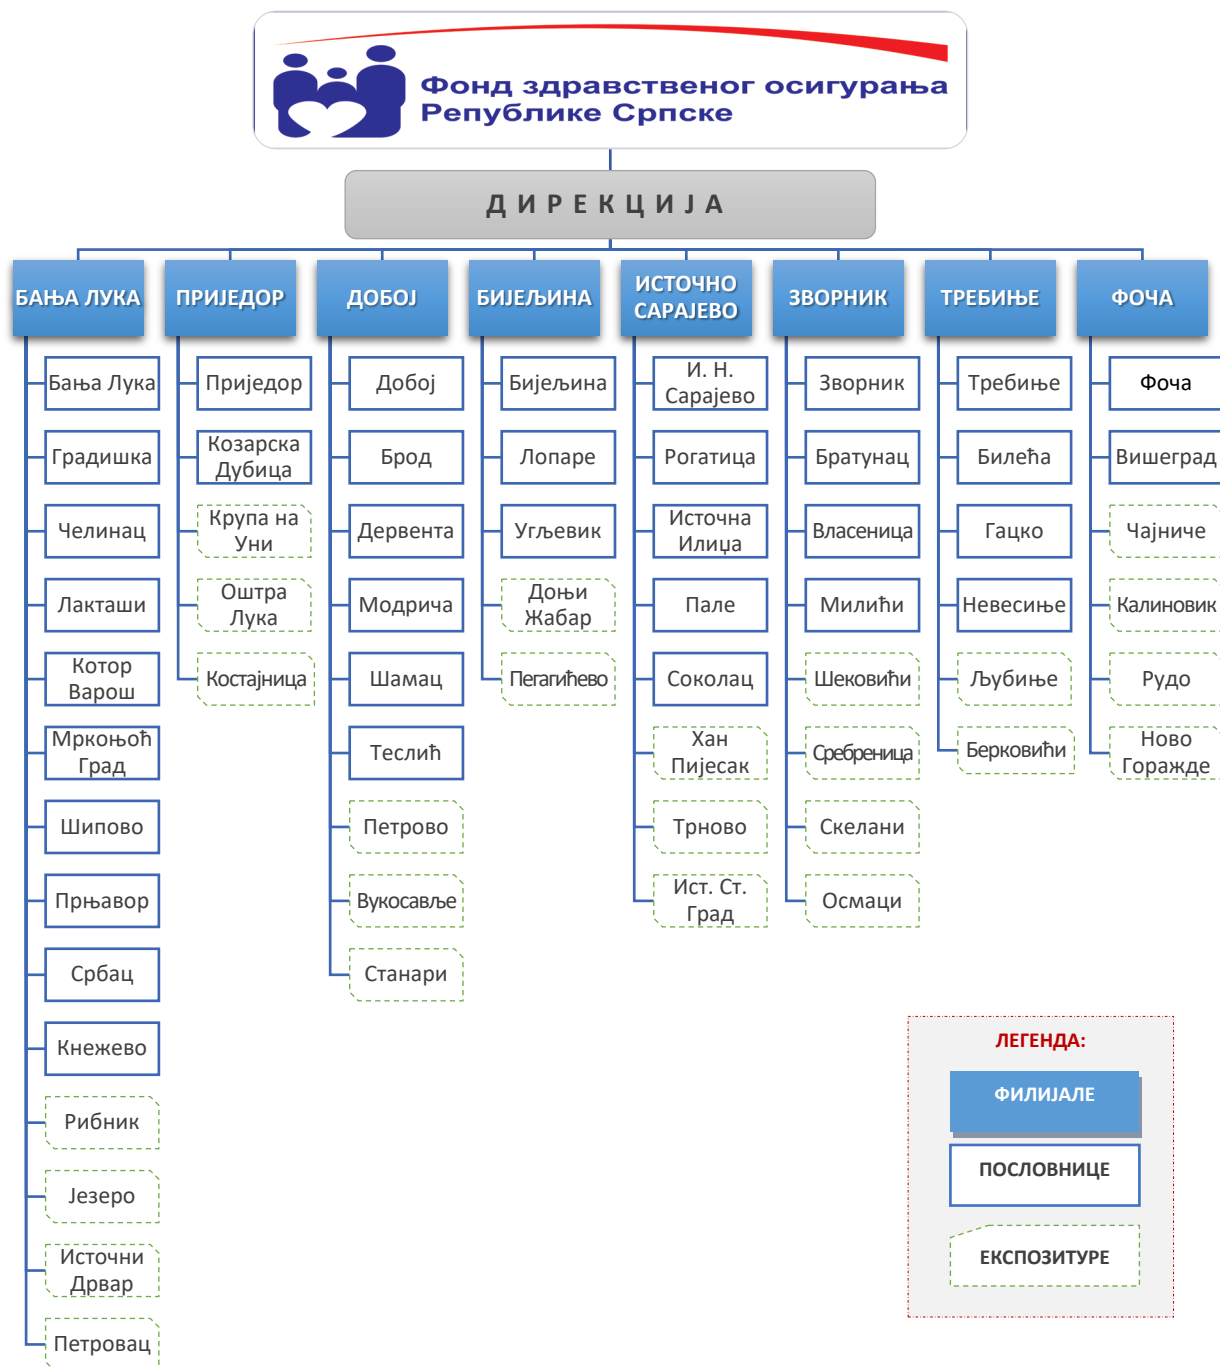 Фонд здравственог осигурања
Републике Српске
ДИРЕКЦИЈА
БАЊА ЛУКА
ПРИЈЕДОР
ДОБОЈ
БИЈЕЉИНА
ИСТОЧНО
САРАЈЕВО
ЗВОРНИК
ТРЕБИЊЕ
ФОЧА
Бања Лука
Градишка
Челинац
Лакташи
Котор
Варош
Мркоњоћ
Град
Шипово
Прњавор
Србац
Кнежево
Рибник
Језеро
Источни
Дрвар
Петровац
Приједор
Козарска
Дубица
Крупа на
Уни
Оштра
Лука
Костајница
Добој
Брод
Дервента
Модрича
Шамац
Теслић
Петрово
Вукосавље
Станари
Бијељина
Лопаре
Угљевик
Доњи
Жабар
Пегагићево
И. Н.
Сарајево
Рогатица
Источна
Илиџа
Пале
Соколац
Хан
Пијесак
Трново
Ист. Ст.
Град
Зворник
Братунац
Власеница
Милићи
Шековићи
Сребреница
Скелани
Осмаци
Требиње
Билећа
Гацко
Невесиње
Љубиње
Берковићи
Фоча
Вишеград
Чајниче
Калиновик
Рудо
Ново
Горажде
ЛЕГЕНДА:
ФИЛИЈАЛЕ
ПОСЛОВНИЦЕ
ЕКСПОЗИТУРЕ